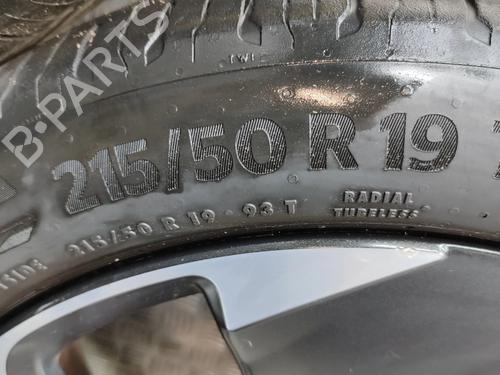 TWI
B-PARTS
215/50 R 19
215/50 R 19 · 93 T
RADIAL
TUBELESS